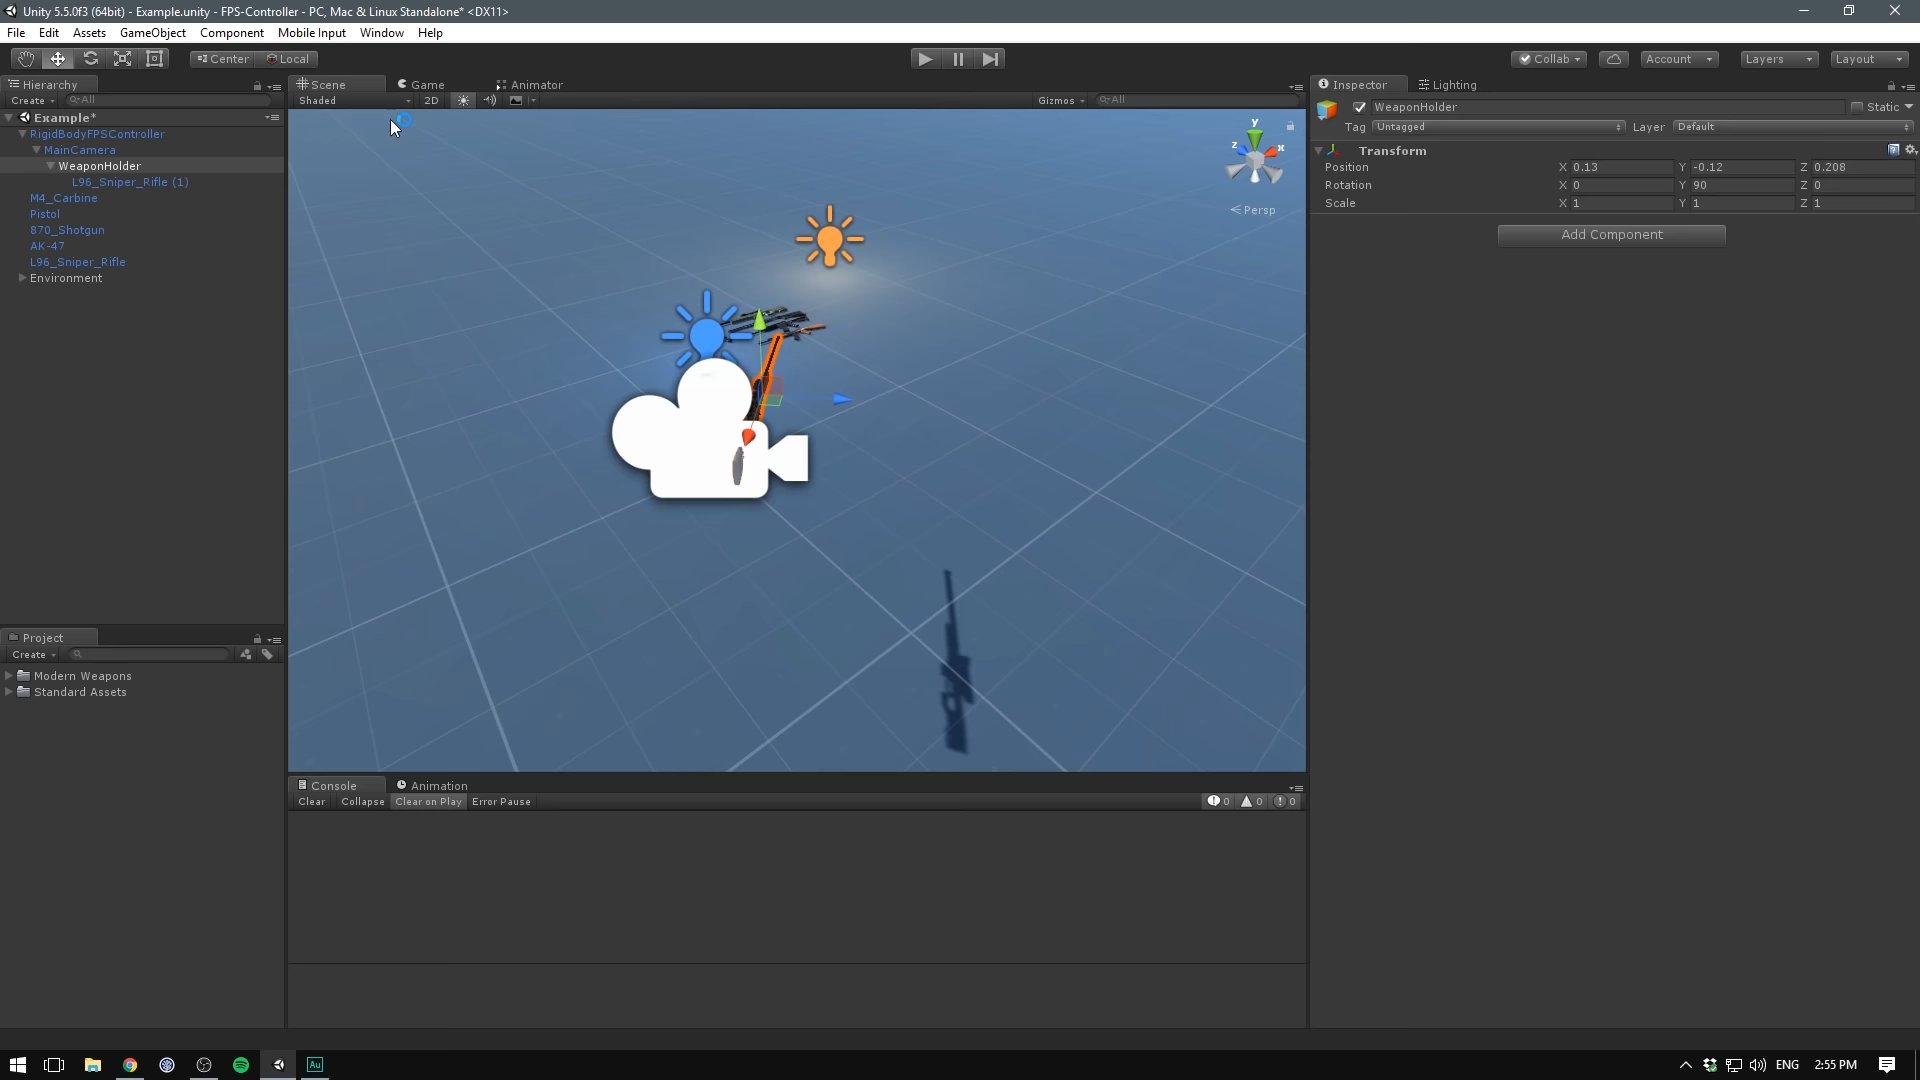 Unity 5.5.0f3 (64bit) - Example.unity - FPS-Controller - PC, Mac & Linux Standalone* <DX11>
File Edit Assets GameObject Component Mobile Input Window Help
Center Local Collab Account Layers Layout
Hierarchy Scene Game Animator Inspector Lighting
Create All Shaded 2D Gizmos All
WeaponHolder Static
Tag Untagged Layer Default
Example*
RigidBodyFPSController
MainCamera
WeaponHolder
L96_Sniper_Rifle (1)
M4_Carbine
Pistol
870_Shotgun
AK-47
L96_Sniper_Rifle
Environment
y
z x
Persp
Transform
Position X 0.13 Y -0.12 Z 0.208
Rotation X 0 Y 90 Z 0
Scale X 1 Y 1 Z 1
Add Component
Project
Create
Modern Weapons
Standard Assets
Console Animation
Clear Collapse Clear on Play Error Pause 0 0 0
Au ENG 2:55 PM